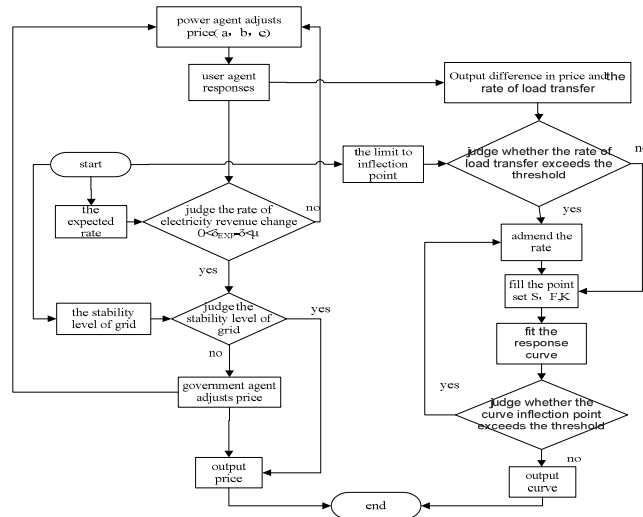 power agent adjusts
price( a, b, c)
user agent
responses
Output difference in price and the
rate of load transfer
start
the limit to
inflection
point
judge whether the rate of
load transfer exceeds the
threshold
no
the
expected
rate
judge the rate of
electricity revenue change
0<δEXP-δ<μ
no
yes
yes
admend the
rate
fill the point
set S, F,K
the stability
level of grid
judge the
stability level of
grid
yes
no
fit the
response
curve
government agent
adjusts price
yes
judge whether the
curve inflection point
exceeds the threshold
no
output
price
output
curve
end